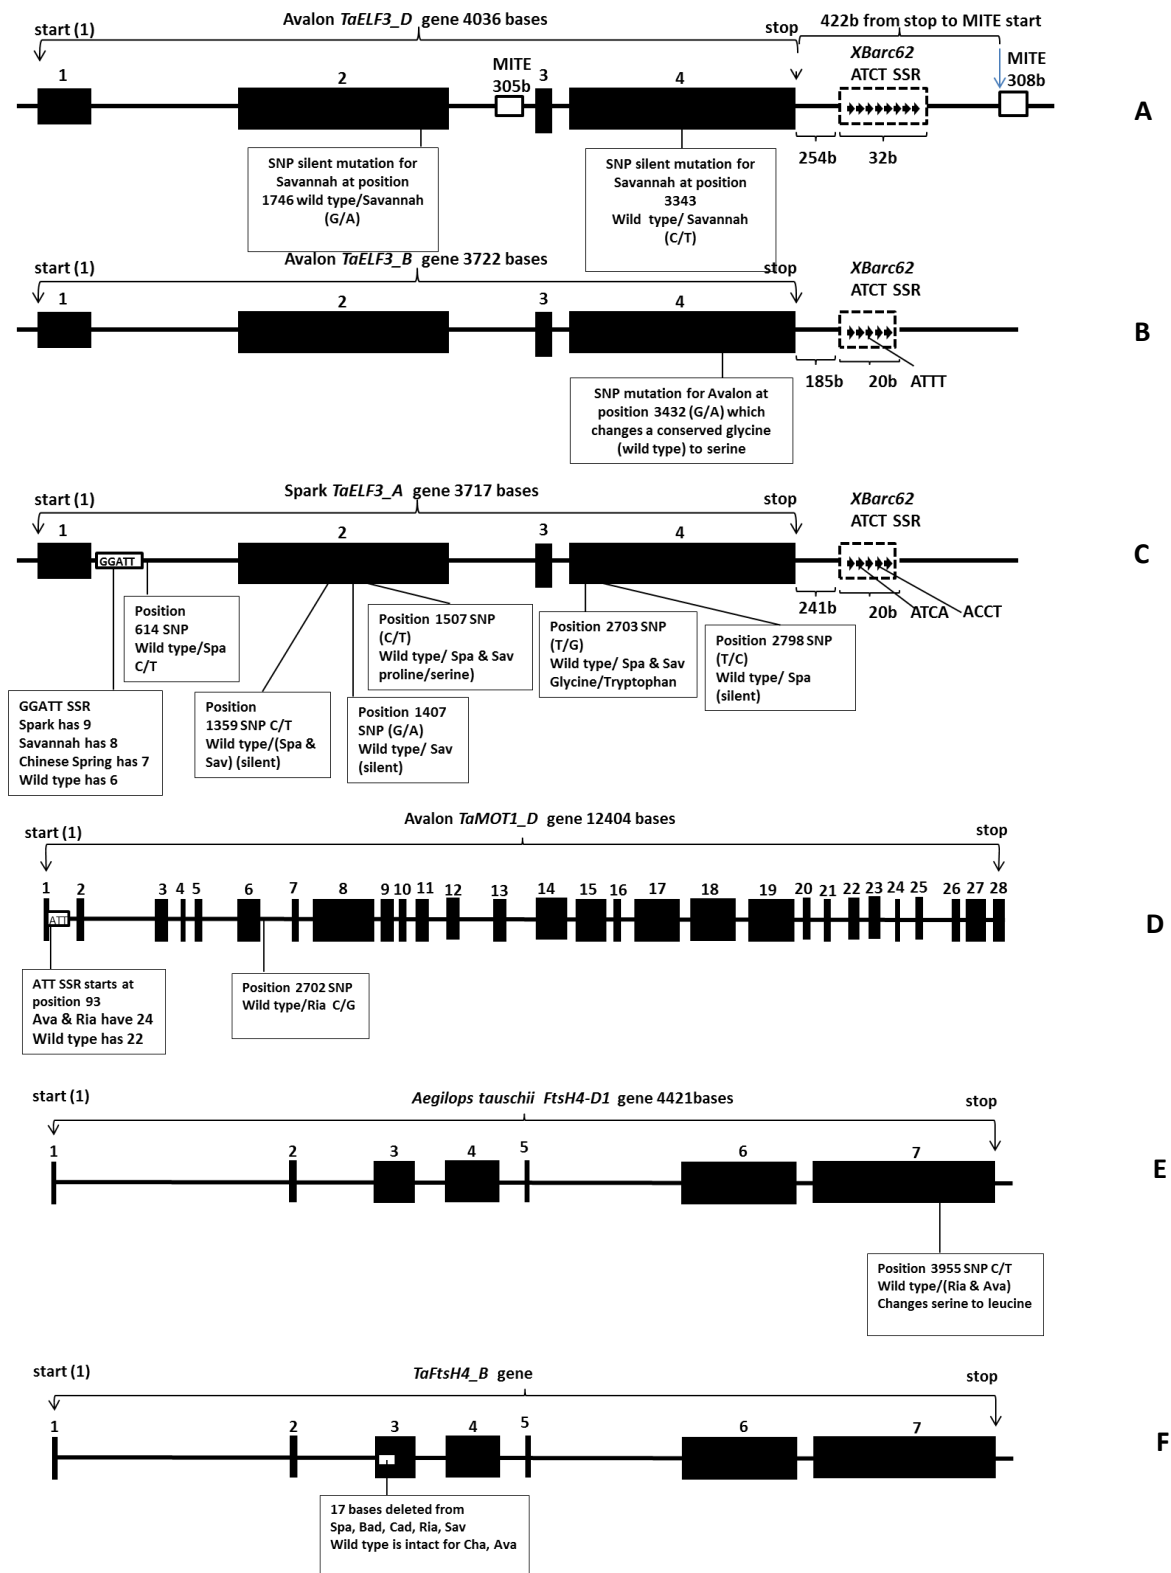 Avalon TaELF3_D gene 4036 bases
start (1)
stop
422b from stop to MITE start
XBarc62
ATCT SSR
MITE
308b
MITE
305b
1
2
3
4
A
254b
32b
SNP silent mutation for
Savannah at position
1746 wild type/Savannah
(G/A)
SNP silent mutation for
Savannah at position
3343
Wild type/ Savannah
(C/T)
Avalon TaELF3_B gene 3722 bases
start (1)
stop
XBarc62
ATCT SSR
1
2
3
4
B
185b
20b
ATTT
SNP mutation for Avalon at
position 3432 (G/A) which
changes a conserved glycine
(wild type) to serine
Spark TaELF3_A gene 3717 bases
start (1)
stop
XBarc62
ATCT SSR
1
2
3
4
GGATT
C
241b
20b
ATCA
ACCT
Position
614 SNP
Wild type/Spa
C/T
Position 1507 SNP
(C/T)
Wild type/ Spa & Sav
proline/serine)
Position 2703 SNP
(T/G)
Wild type/ Spa & Sav
Glycine/Tryptophan
Position 2798 SNP
(T/C)
Wild type/ Spa
(silent)
GGATT SSR
Spark has 9
Savannah has 8
Chinese Spring has 7
Wild type has 6
Position
1359 SNP C/T
Wild type/(Spa &
Sav) (silent)
Position 1407
SNP (G/A)
Wild type/ Sav
(silent)
Avalon TaMOT1_D gene 12404 bases
start (1)
stop
1
2
3
4
5
6
7
8
9
10
11
12
13
14
15
16
17
18
19
20
21
22
23
24
25
26
27
28
ATT
D
ATT SSR starts at
position 93
Ava & Ria have 24
Wild type has 22
Position 2702 SNP
Wild type/Ria C/G
Aegilops tauschii FtsH4-D1 gene 4421bases
start (1)
stop
1
2
3
4
5
6
7
E
Position 3955 SNP C/T
Wild type/(Ria & Ava)
Changes serine to leucine
TaFtsH4_B gene
start (1)
stop
1
2
3
4
5
6
7
F
17 bases deleted from
Spa, Bad, Cad, Ria, Sav
Wild type is intact for Cha, Ava